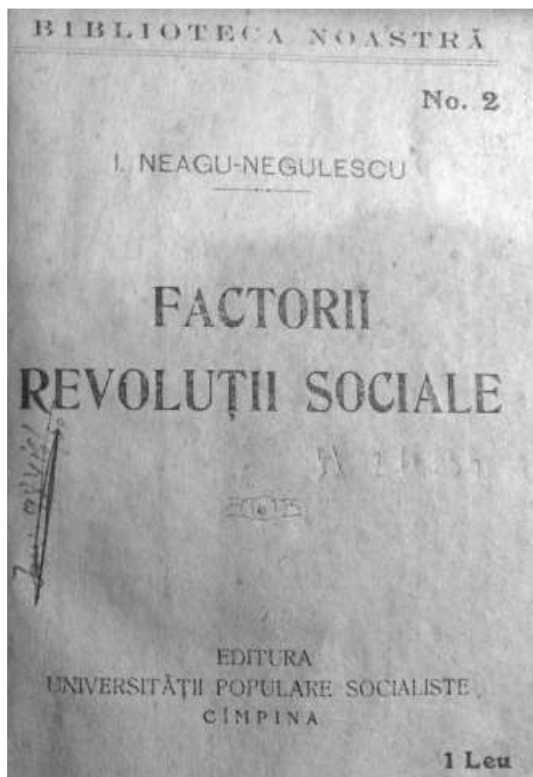 BIBLIOTECA NOASTRĂ
No. 2
I. NEAGU-NEGULESCU
FACTORII
REVOLUȚII SOCIALE
EDITURA
UNIVERSITĂȚII POPULARE SOCIALISTE
CÎMPINA
1 Leu